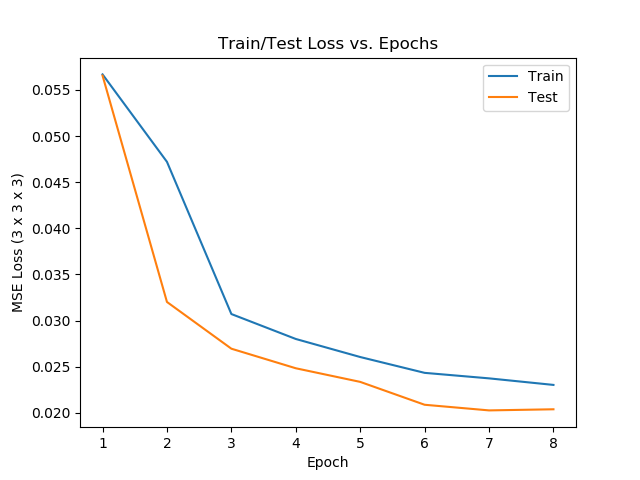 Train/Test Loss vs. Epochs
Train
Test
MSE Loss (3 x 3 x 3)
0.055
0.050
0.045
0.040
0.035
0.030
0.025
0.020
1 2 3 4 5 6 7 8
Epoch